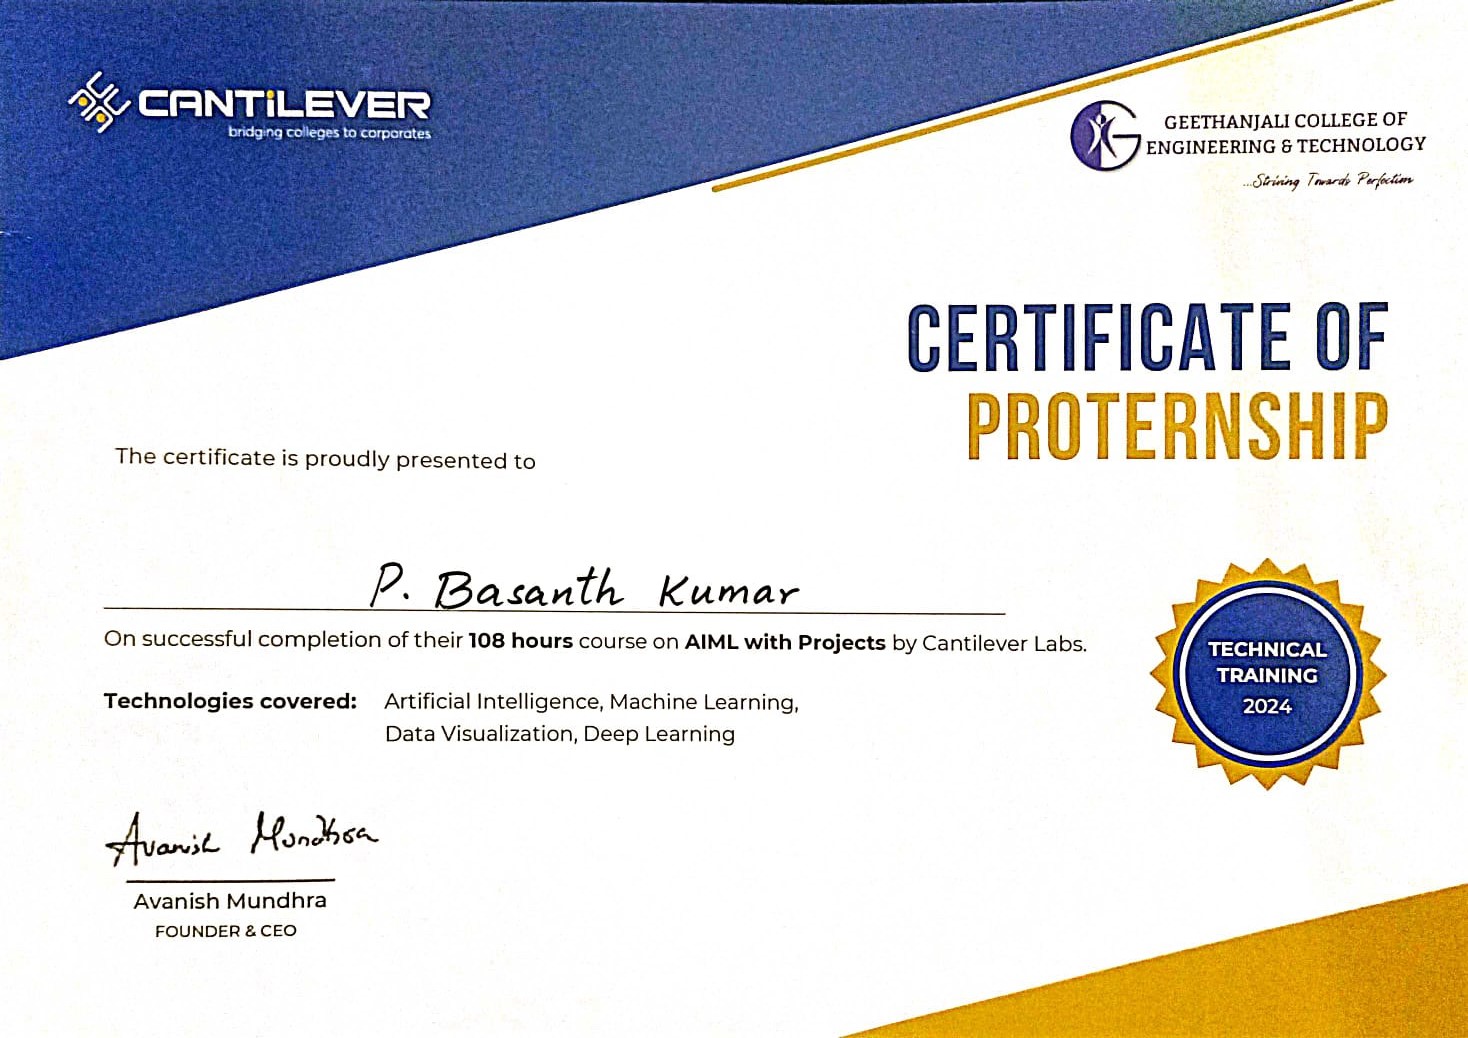 CANTiLEVER
bridging colleges to corporates
GEETHANJALI COLLEGE OF
ENGINEERING & TECHNOLOGY
...Striving Towards Perfection
CERTIFICATE OF
PROTERNSHIP
The certificate is proudly presented to
P. Basanth Kumar
On successful completion of their 108 hours course on AIML with Projects by Cantilever Labs.
Technologies covered: Artificial Intelligence, Machine Learning,
Data Visualization, Deep Learning
TECHNICAL
TRAINING
2024
Avanish Mundhra
Avanish Mundhra
FOUNDER & CEO